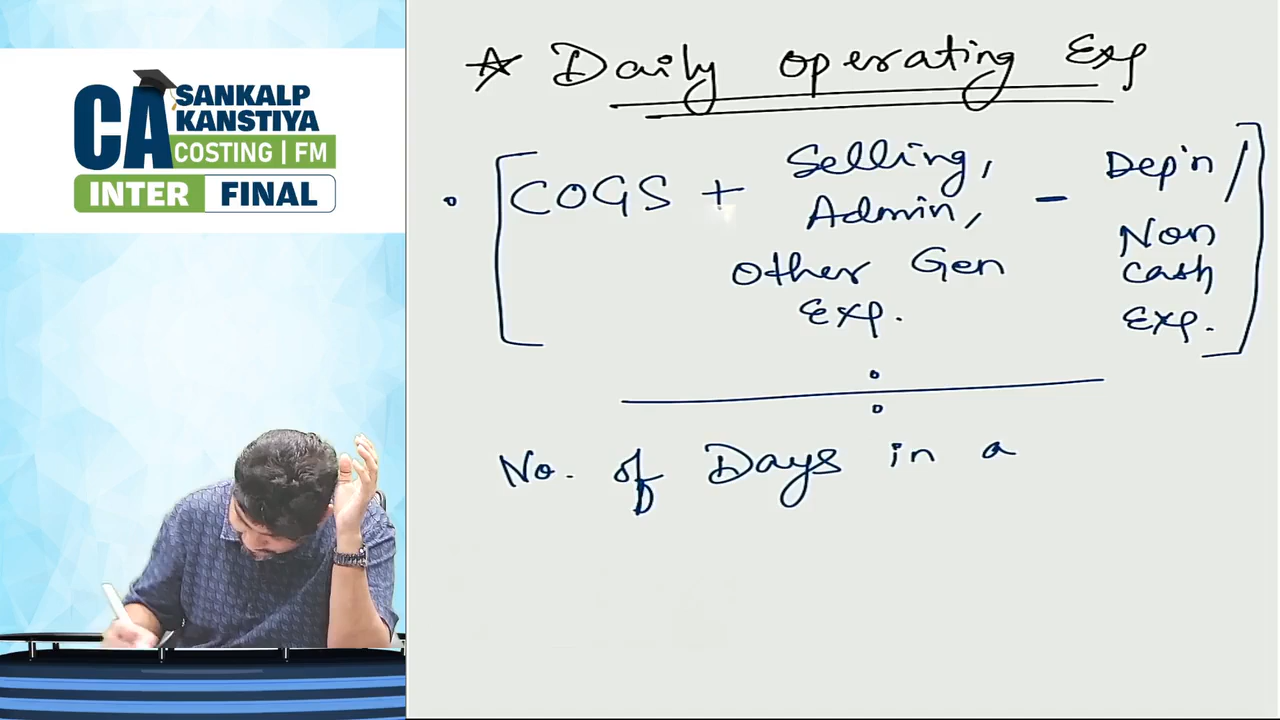 CA SANKALP KANSTIYA
COSTING | FM
INTER FINAL
☆ Daily operating Exp
• [COGS + Selling, Admin, Other Gen Exp. - Dep'n / Non Cash Exp.]
÷
No. of Days in a